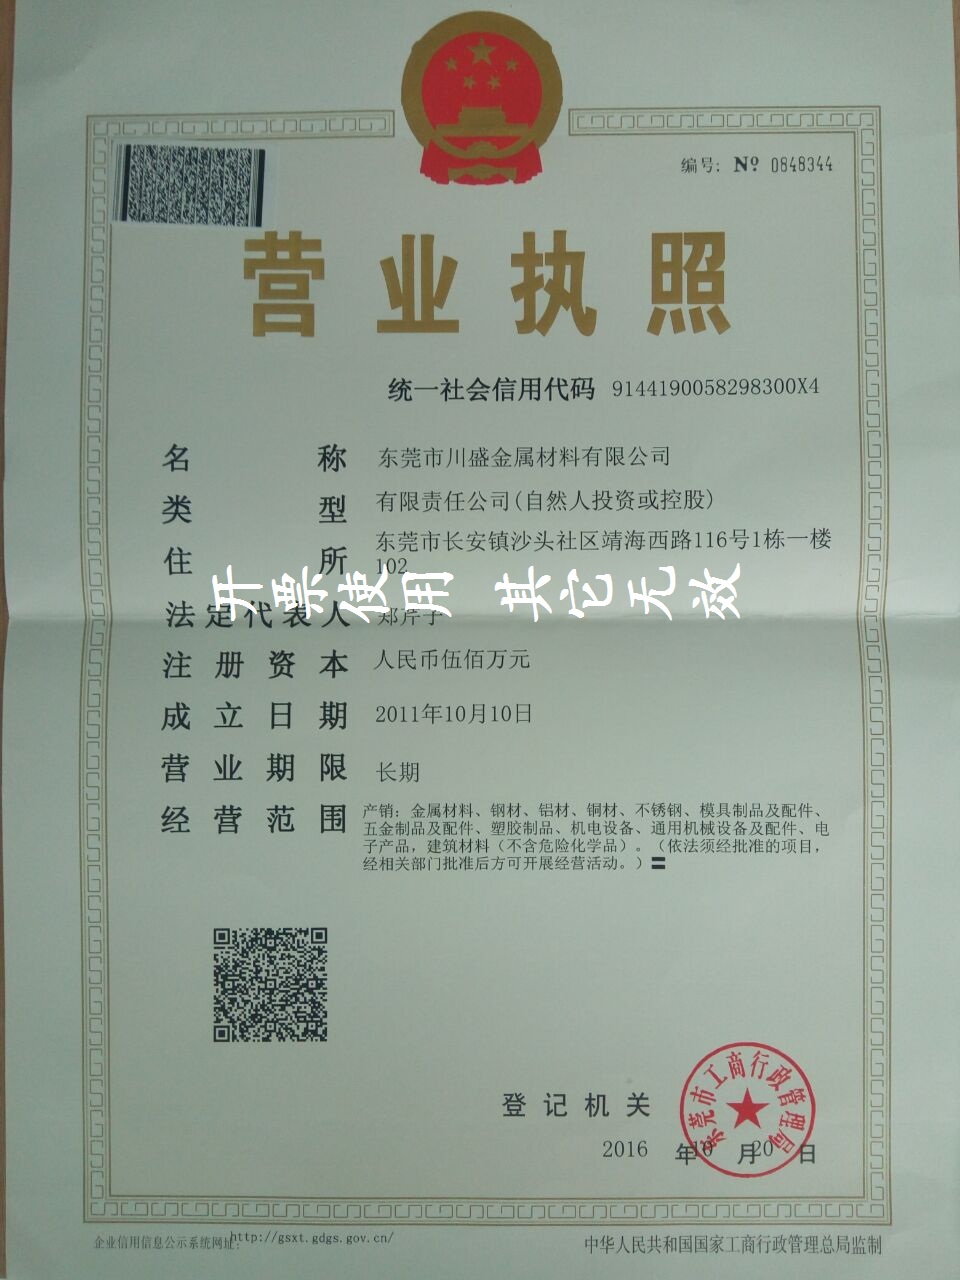 编号: Nº 0848344
营业执照
统一社会信用代码 9144190058298300X4
名称 东莞市川盛金属材料有限公司
类型 有限责任公司(自然人投资或控股)
住所 东莞市长安镇沙头社区靖海西路116号1栋一楼
102
开票使用 其它无效
法定代表人 郑芹子
注册资本 人民币伍佰万元
成立日期 2011年10月10日
营业期限 长期
经营范围 产销：金属材料、钢材、铝材、铜材、不锈钢、模具制品及配件、
五金制品及配件、塑胶制品、机电设备、通用机械设备及配件、电
子产品，建筑材料（不含危险化学品）。（依法须经批准的项目，
经相关部门批准后方可开展经营活动。）〓
登记机关
东莞市工商行政管理局
2016 年10 月20 日
企业信用信息公示系统网址: http://gsxt.gdgs.gov.cn/
中华人民共和国国家工商行政管理总局监制